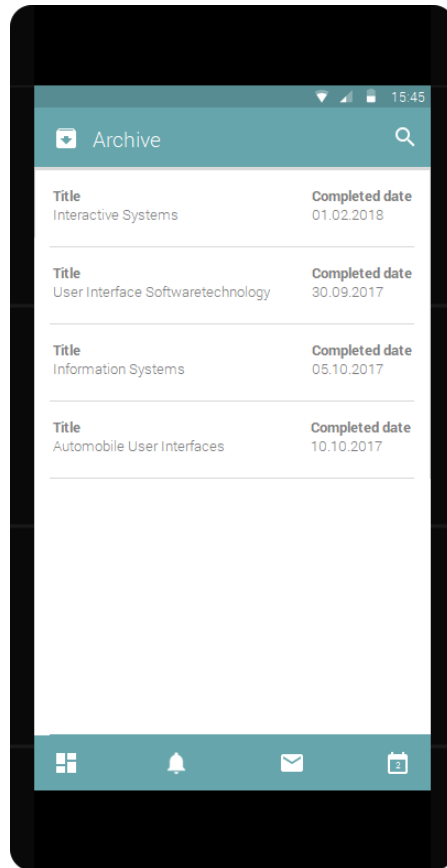 15:45
Archive
Title Completed date
Interactive Systems 01.02.2018
Title Completed date
User Interface Softwaretechnology 30.09.2017
Title Completed date
Information Systems 05.10.2017
Title Completed date
Automobile User Interfaces 10.10.2017
2